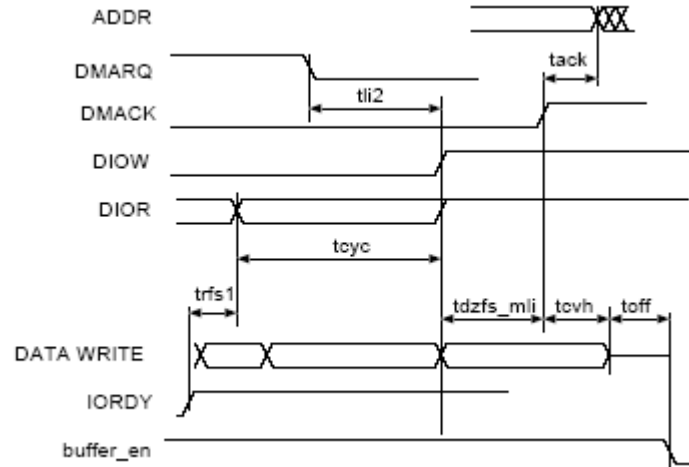 ADDR
DMARQ
tack
tli2
DMACK
DIOW
DIOR
tcyc
trfs1
tdzfs_mli
tcvh
toff
DATA WRITE
IORDY
buffer_en